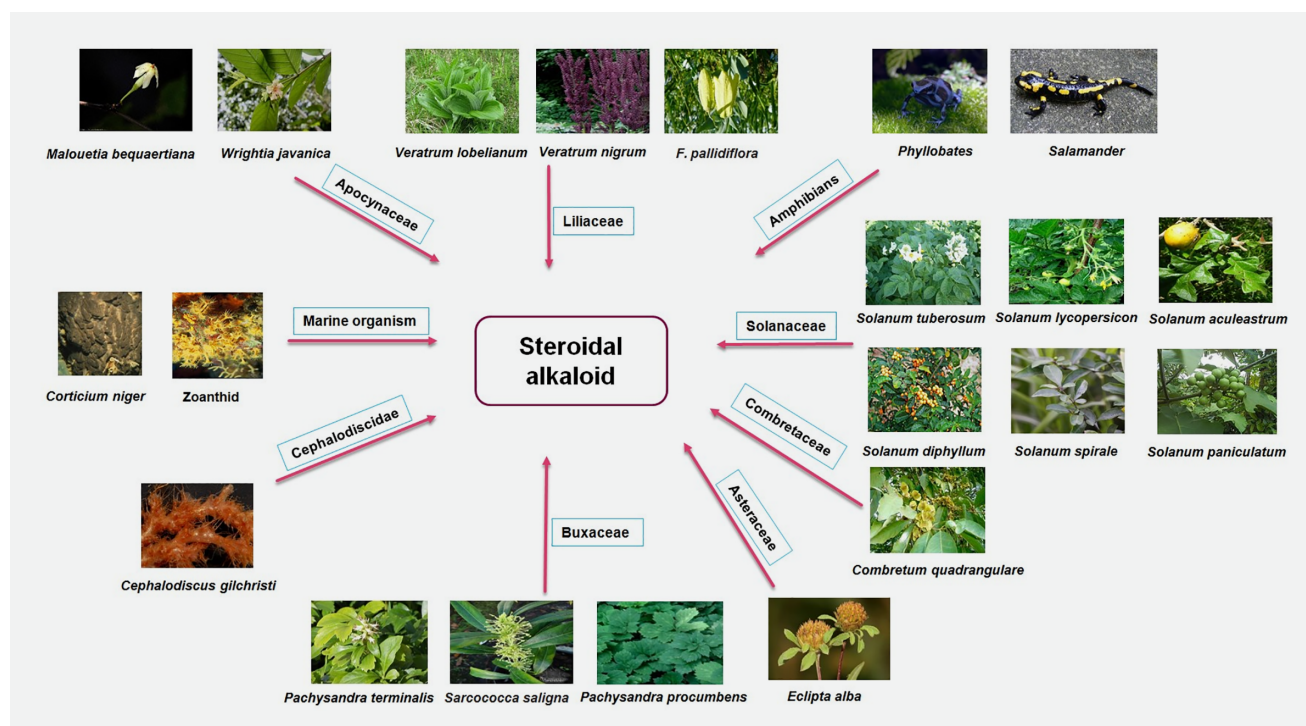 Malouetia bequaertiana
Wrightia javanica
Veratrum lobelianum
Veratrum nigrum
F. pallidiflora
Phyllobates
Salamander
Apocynaceae
Liliaceae
Amphibians
Marine organism
Solanaceae
Solanum tuberosum
Solanum lycopersicon
Solanum aculeastrum
Steroidal
alkaloid
Corticium niger
Zoanthid
Cephalodiscidae
Combretaceae
Solanum diphyllum
Solanum spirale
Solanum paniculatum
Buxaceae
Asteraceae
Cephalodiscus gilchristi
Combretum quadrangulare
Pachysandra terminalis
Sarcococca saligna
Pachysandra procumbens
Eclipta alba